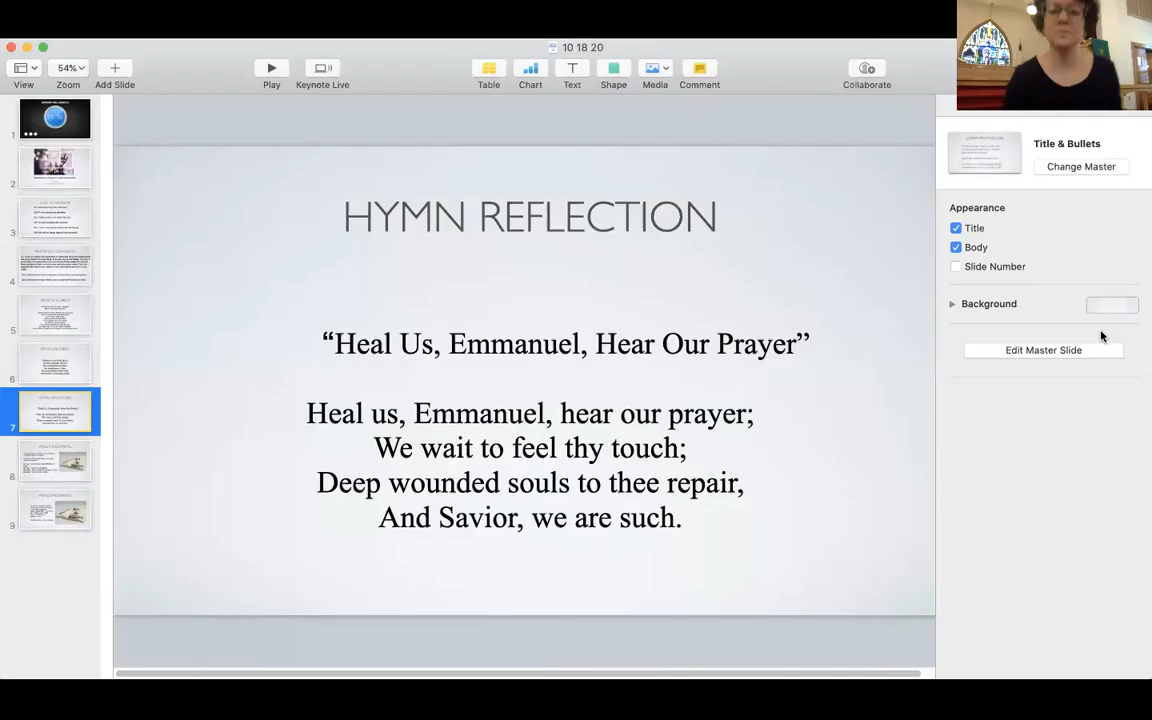 10 18 20
54%
View
Zoom
Add Slide
Play
Keynote Live
Table
Chart
Text
Shape
Media
Comment
Collaborate
1
2
3
4
5
6
7
8
9
HYMN REFLECTION
“Heal Us, Emmanuel, Hear Our Prayer”
Heal us, Emmanuel, hear our prayer;
We wait to feel thy touch;
Deep wounded souls to thee repair,
And Savior, we are such.
Title & Bullets
Change Master
Appearance
Title
Body
Slide Number
Background
Edit Master Slide